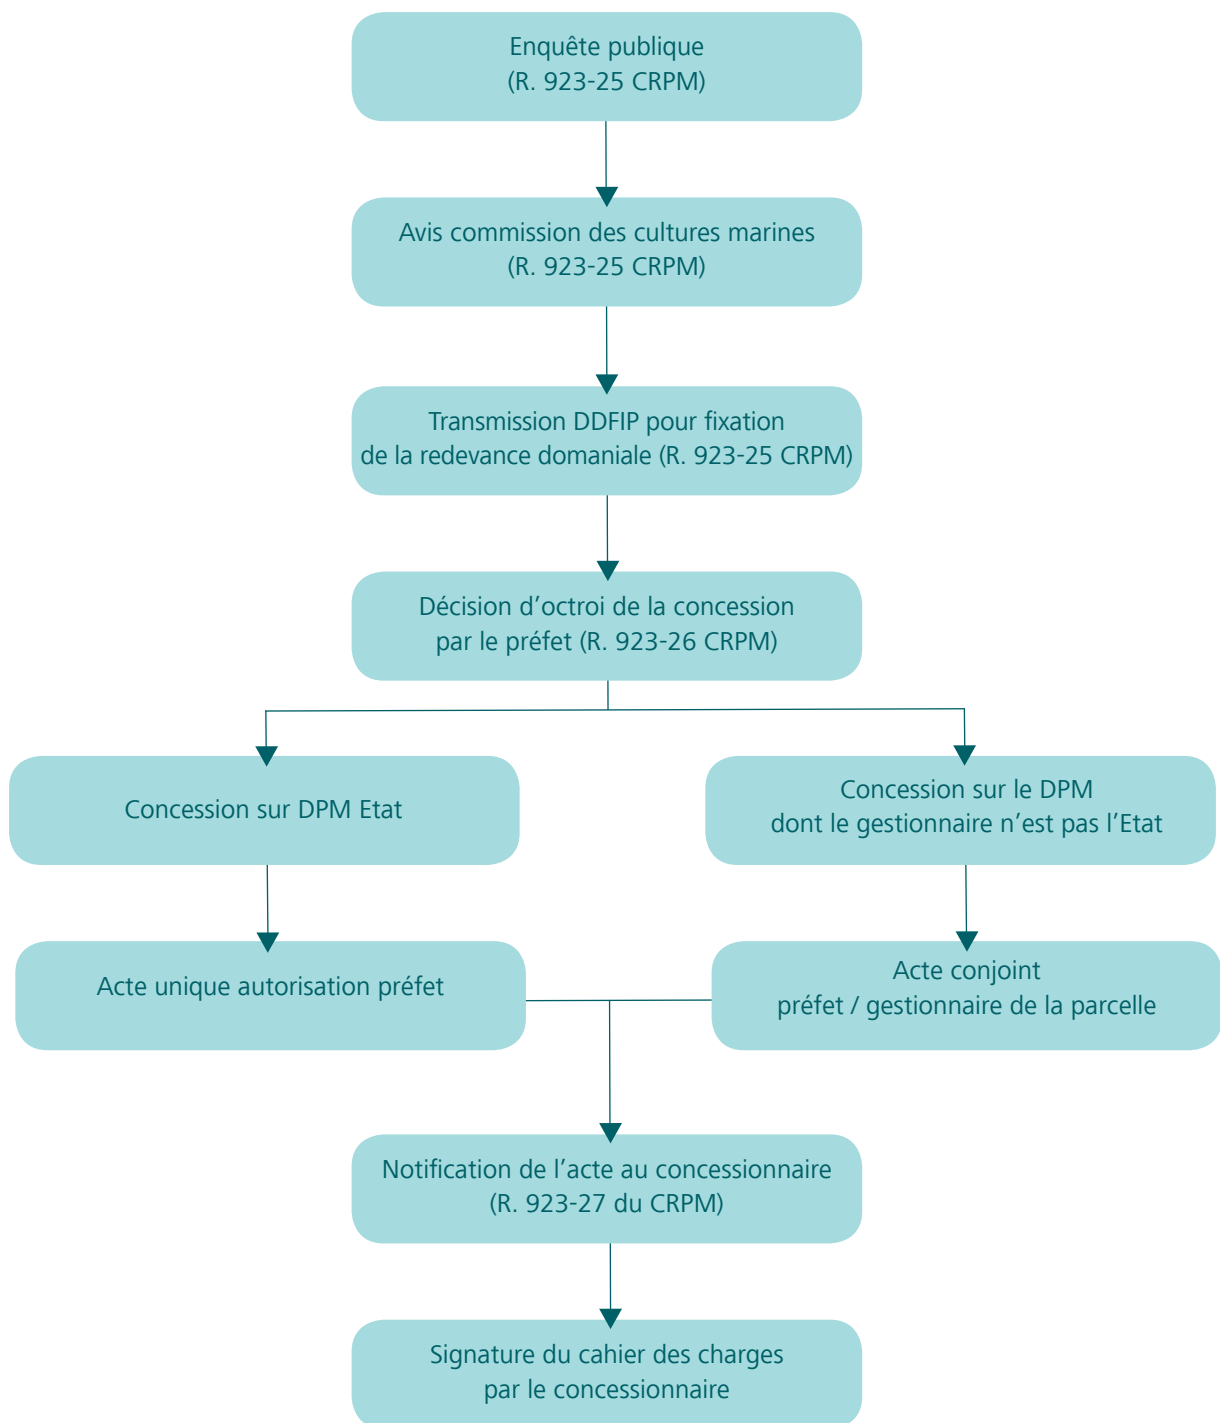 Enquête publique
(R. 923-25 CRPM)
Avis commission des cultures marines
(R. 923-25 CRPM)
Transmission DDFIP pour fixation
de la redevance domaniale (R. 923-25 CRPM)
Décision d’octroi de la concession
par le préfet (R. 923-26 CRPM)
Concession sur DPM Etat
Concession sur le DPM
dont le gestionnaire n’est pas l’Etat
Acte unique autorisation préfet
Acte conjoint
préfet / gestionnaire de la parcelle
Notification de l’acte au concessionnaire
(R. 923-27 du CRPM)
Signature du cahier des charges
par le concessionnaire